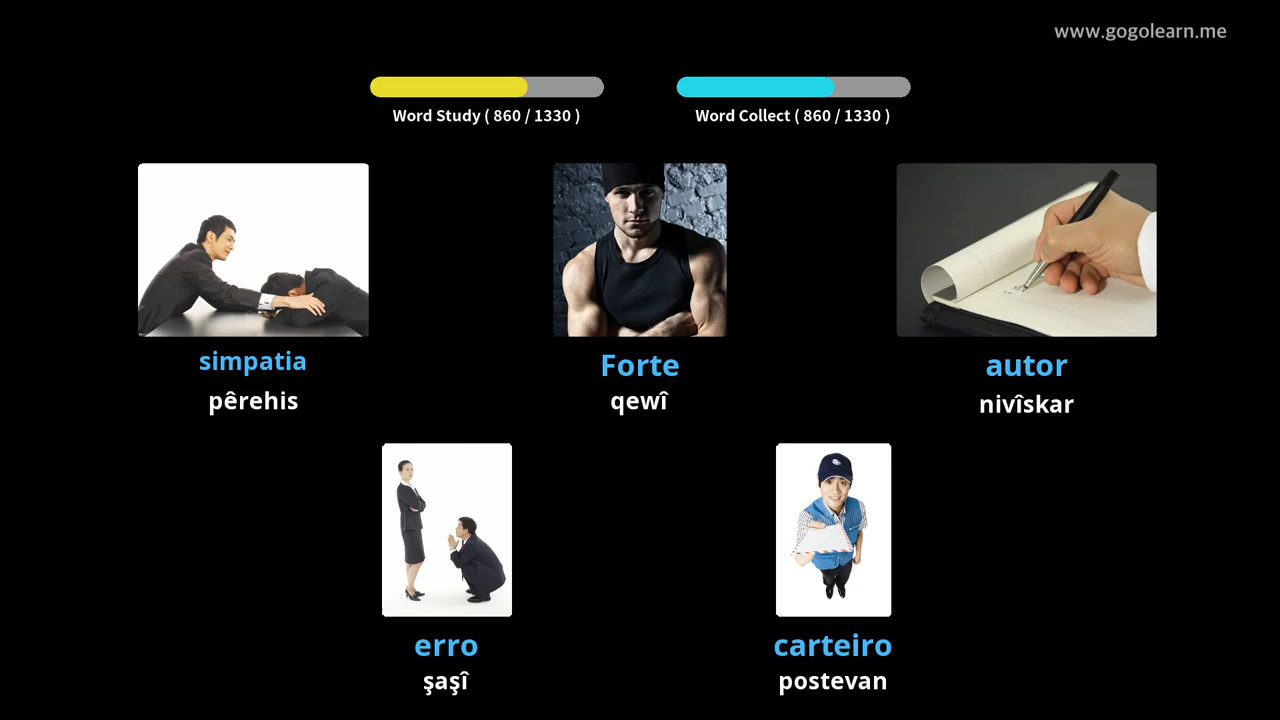 www.gogolearn.me
Word Study ( 860 / 1330 )
Word Collect ( 860 / 1330 )
simpatia
pêrehis
Forte
qewî
autor
nivîskar
erro
şaşî
carteiro
postevan